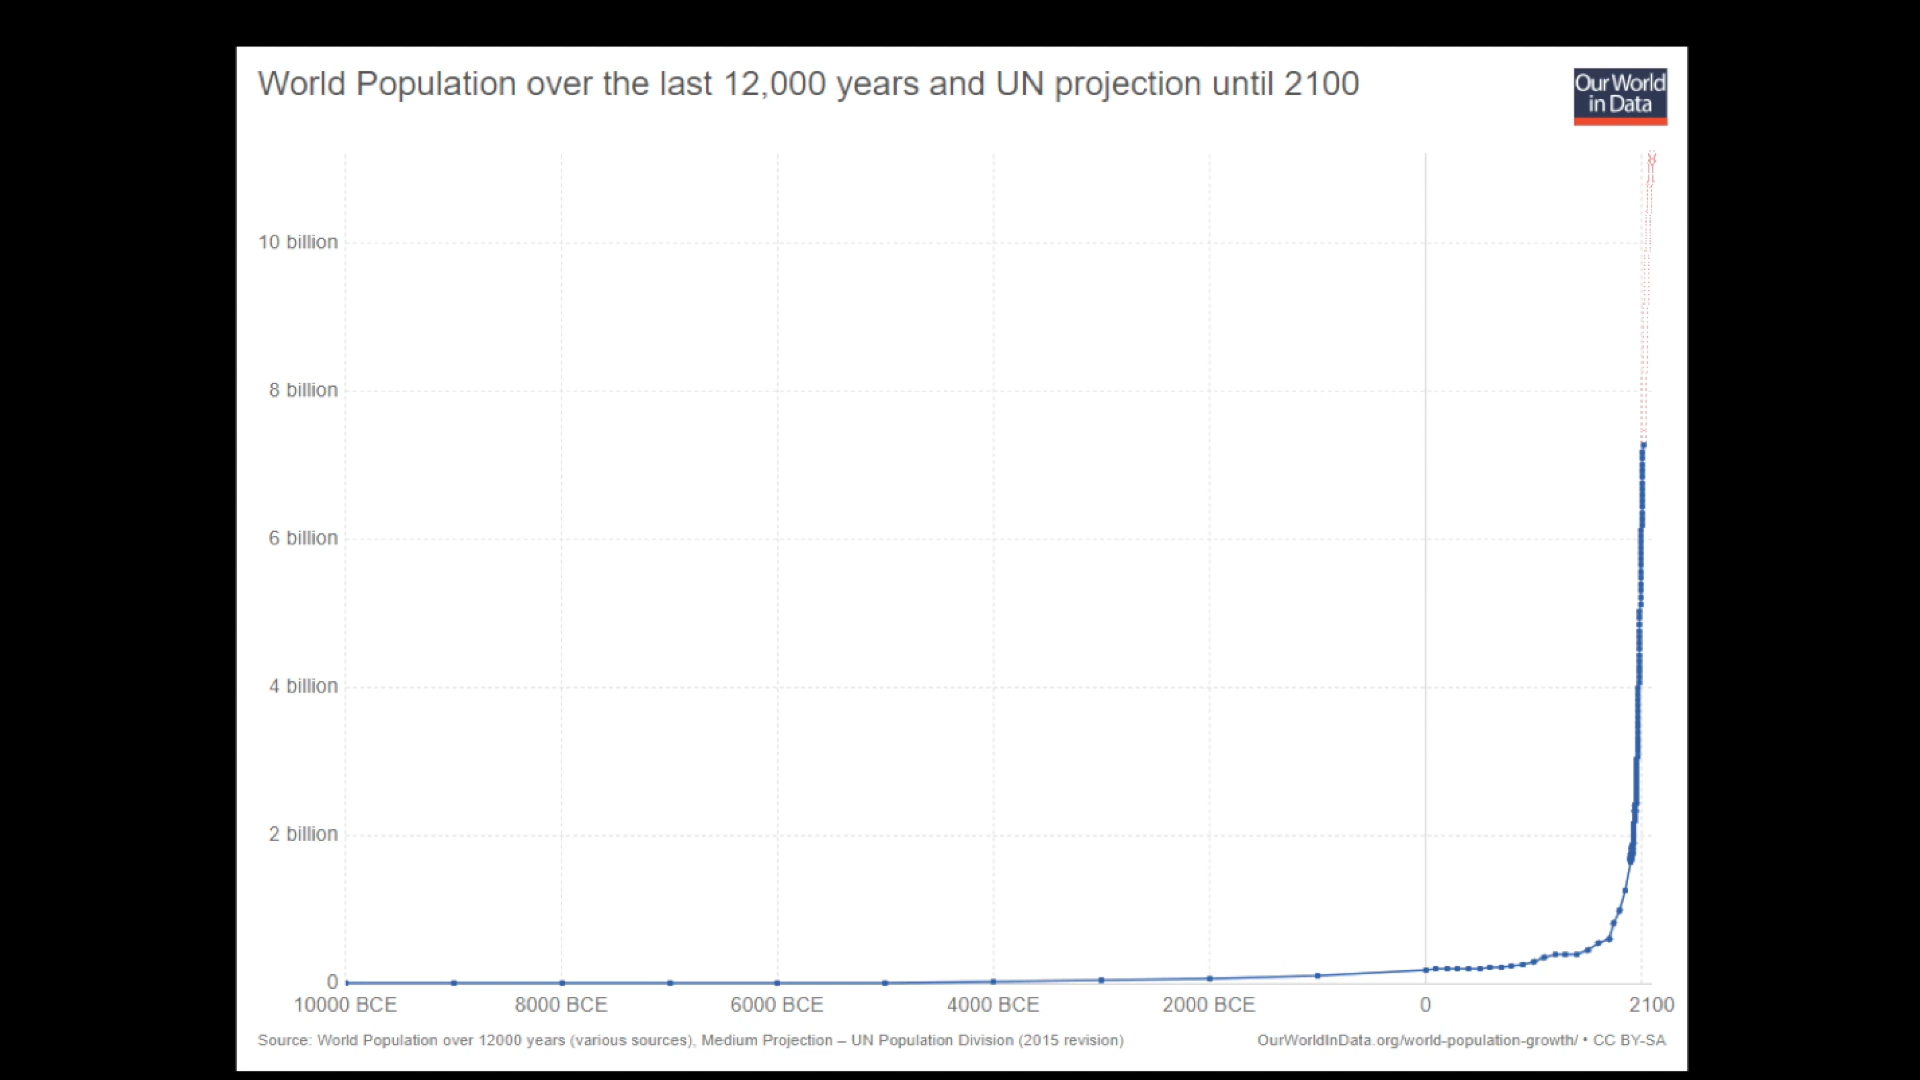 World Population over the last 12,000 years and UN projection until 2100
Our World
in Data
10 billion
8 billion
6 billion
4 billion
2 billion
0
10000 BCE
8000 BCE
6000 BCE
4000 BCE
2000 BCE
0
2100
Source: World Population over 12000 years (various sources), Medium Projection – UN Population Division (2015 revision)
OurWorldInData.org/world-population-growth/ • CC BY-SA